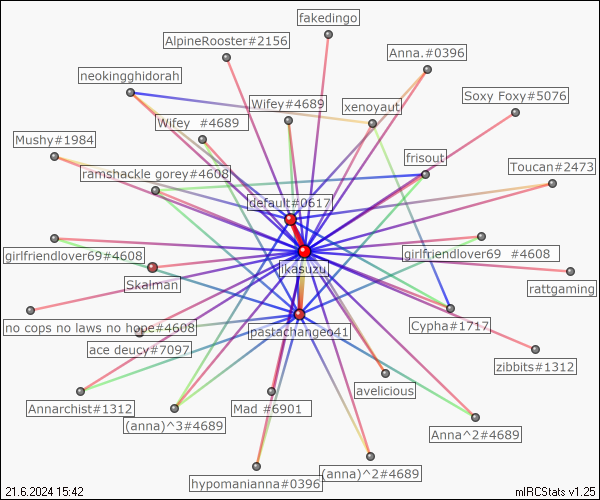 fakedingo
AlpineRooster#2156
Anna.#0396
neokingghidorah
Soxy Foxy#5076
Wifey#4689
xenoyaut
Wifey  #4689
Mushy#1984
frisout
Toucan#2473
ramshackle gorey#4608
default#0617
girlfriendlover69#4608
girlfriendlover69  #4608
Skalman
likasuzu|
rattgaming
no cops no laws no hope#4608
Cypha#1717
pastachangeo41
ace deucy#7097
zibbits#1312
avelicious
Annarchist#1312
Mad #6901
(anna)^3#4689
Anna^2#4689
(anna)^2#4689
hypomanianna#0396
21.6.2024 15:42
mIRCStats v1.25